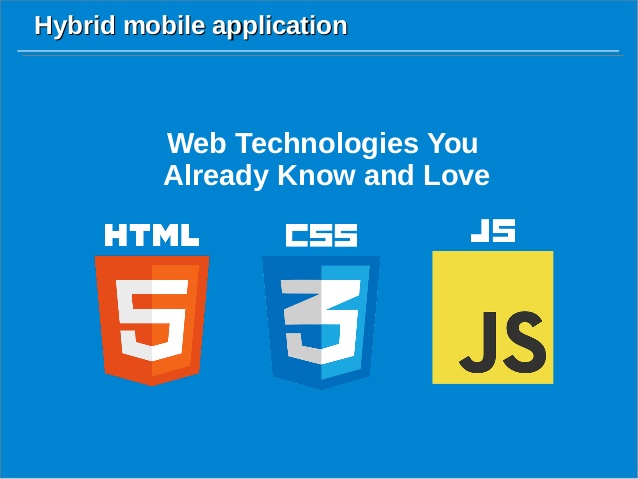 Hybrid mobile application
Web Technologies You
Already Know and Love
HTML CSS JS
5 3 JS